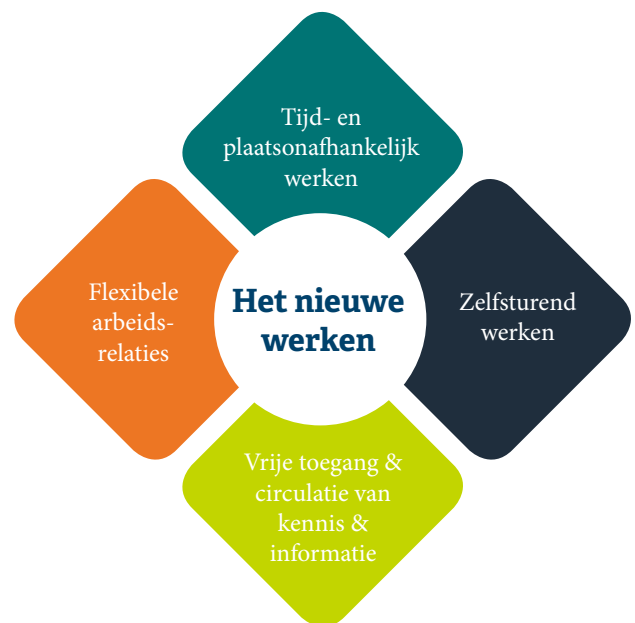 Tijd- en
plaatsonafhankelijk
werken
Flexibele
arbeids-
relaties
Het nieuwe
werken
Zelfsturend
werken
Vrije toegang &
circulatie van
kennis &
informatie